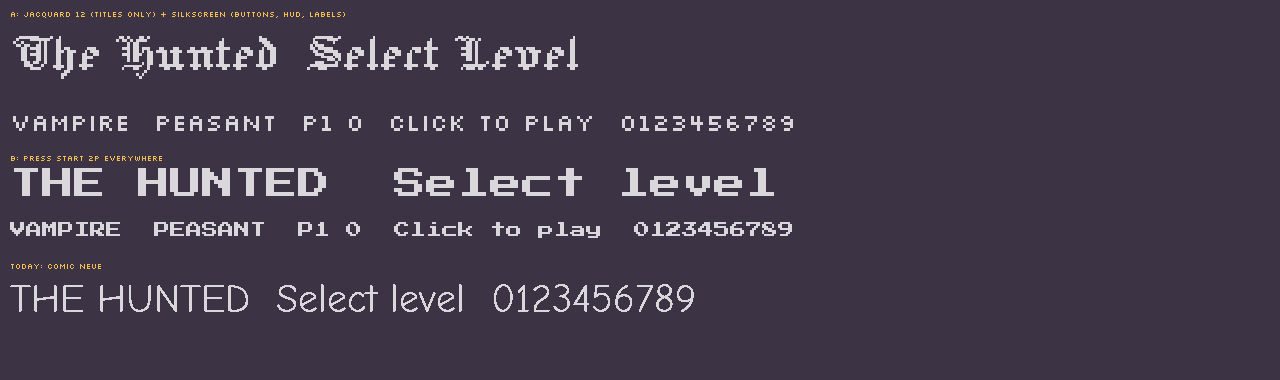 A: JACQUARD 12 (TITLES ONLY) + SILKSCREEN (BUTTONS, HUD, LABELS)
The Hunted Select Level
VAMPIRE PEASANT P1 0 CLICK TO PLAY 0123456789
B: PRESS START 2P EVERYWHERE
THE HUNTED Select level
VAMPIRE PEASANT P1 0 Click to play 0123456789
TODAY: COMIC NEUE
THE HUNTED Select level 0123456789